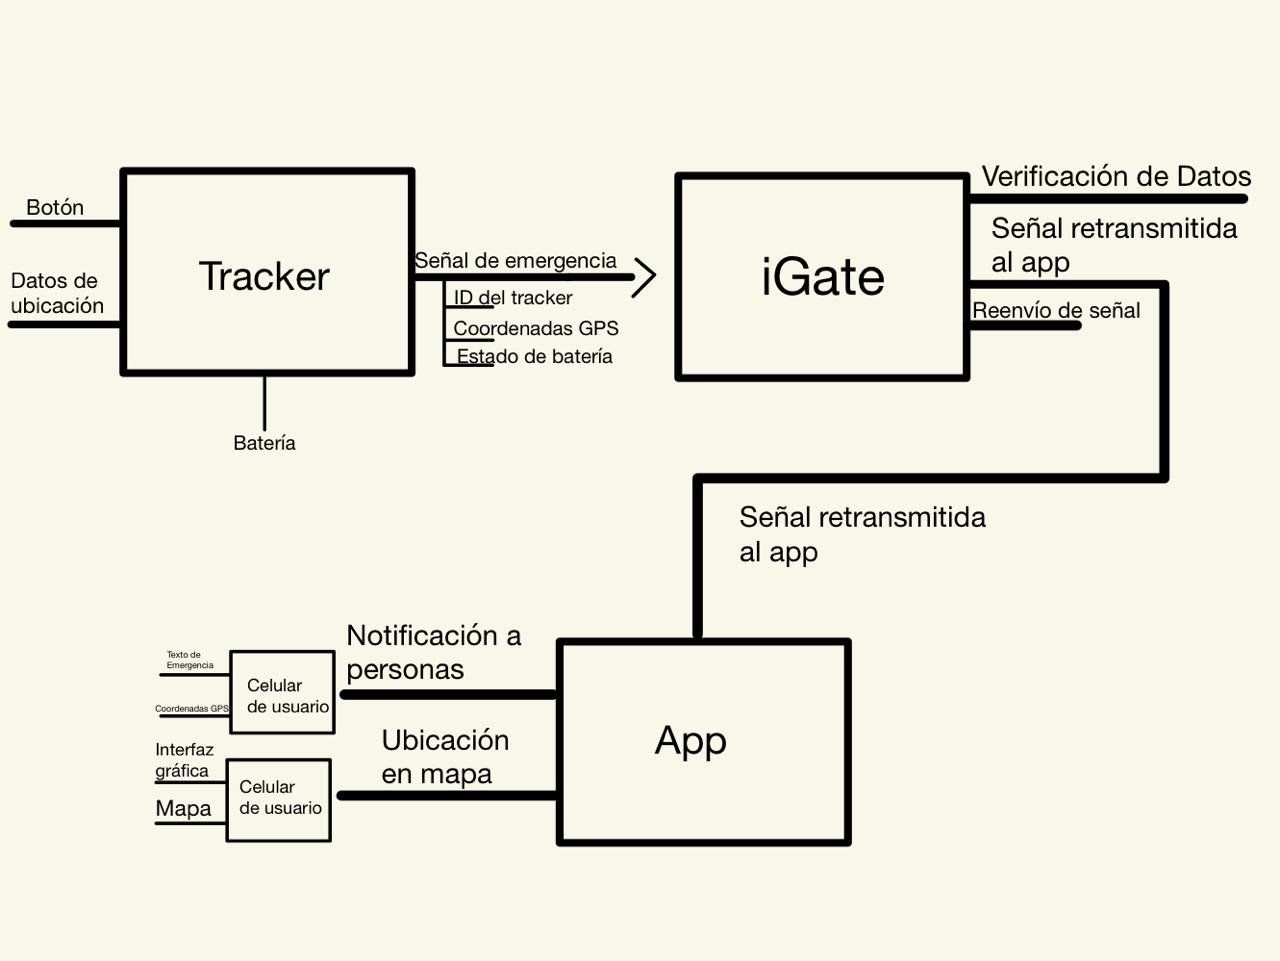 Botón
Datos de
ubicación
Tracker
Batería
Señal de emergencia
ID del tracker
Coordenadas GPS
Estado de batería
iGate
Verificación de Datos
Señal retransmitida
al app
Reenvío de señal
Señal retransmitida
al app
App
Notificación a
personas
Ubicación
en mapa
Celular
de usuario
Texto de
Emergencia
Coordenadas GPS
Celular
de usuario
Interfaz
gráfica
Mapa